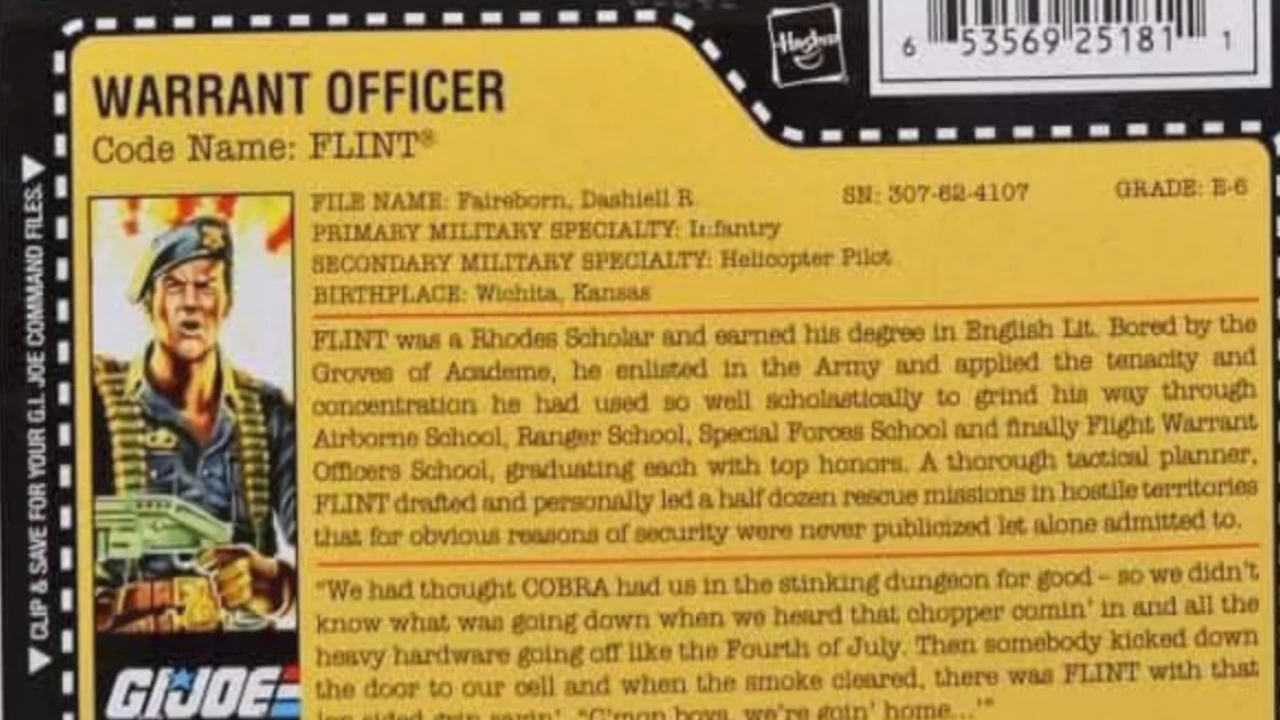 Hasbro
6 53569 25181 1
WARRANT OFFICER
Code Name: FLINT®
▼ CLIP & SAVE FOR YOUR G.I. JOE COMMAND FILES. ▼
FILE NAME: Faireborn, Dashiell R. SN: 307-62-4107 GRADE: E-6
PRIMARY MILITARY SPECIALTY: Infantry
SECONDARY MILITARY SPECIALTY: Helicopter Pilot
BIRTHPLACE: Wichita, Kansas
FLINT was a Rhodes Scholar and earned his degree in English Lit. Bored by the
Groves of Academe, he enlisted in the Army and applied the tenacity and
concentration he had used so well scholastically to grind his way through
Airborne School, Ranger School, Special Forces School and finally Flight Warrant
Officers School, graduating each with top honors. A thorough tactical planner,
FLINT drafted and personally led a half dozen rescue missions in hostile territories
that for obvious reasons of security were never publicized let alone admitted to.
"We had thought COBRA had us in the stinking dungeon for good – so we didn't
know what was going down when we heard that chopper comin' in and all the
heavy hardware going off like the Fourth of July. Then somebody kicked down
the door to our cell and when the smoke cleared, there was FLINT with that
sided grin sayin', "C'mon boys, we're goin' home...'"
GI JOE